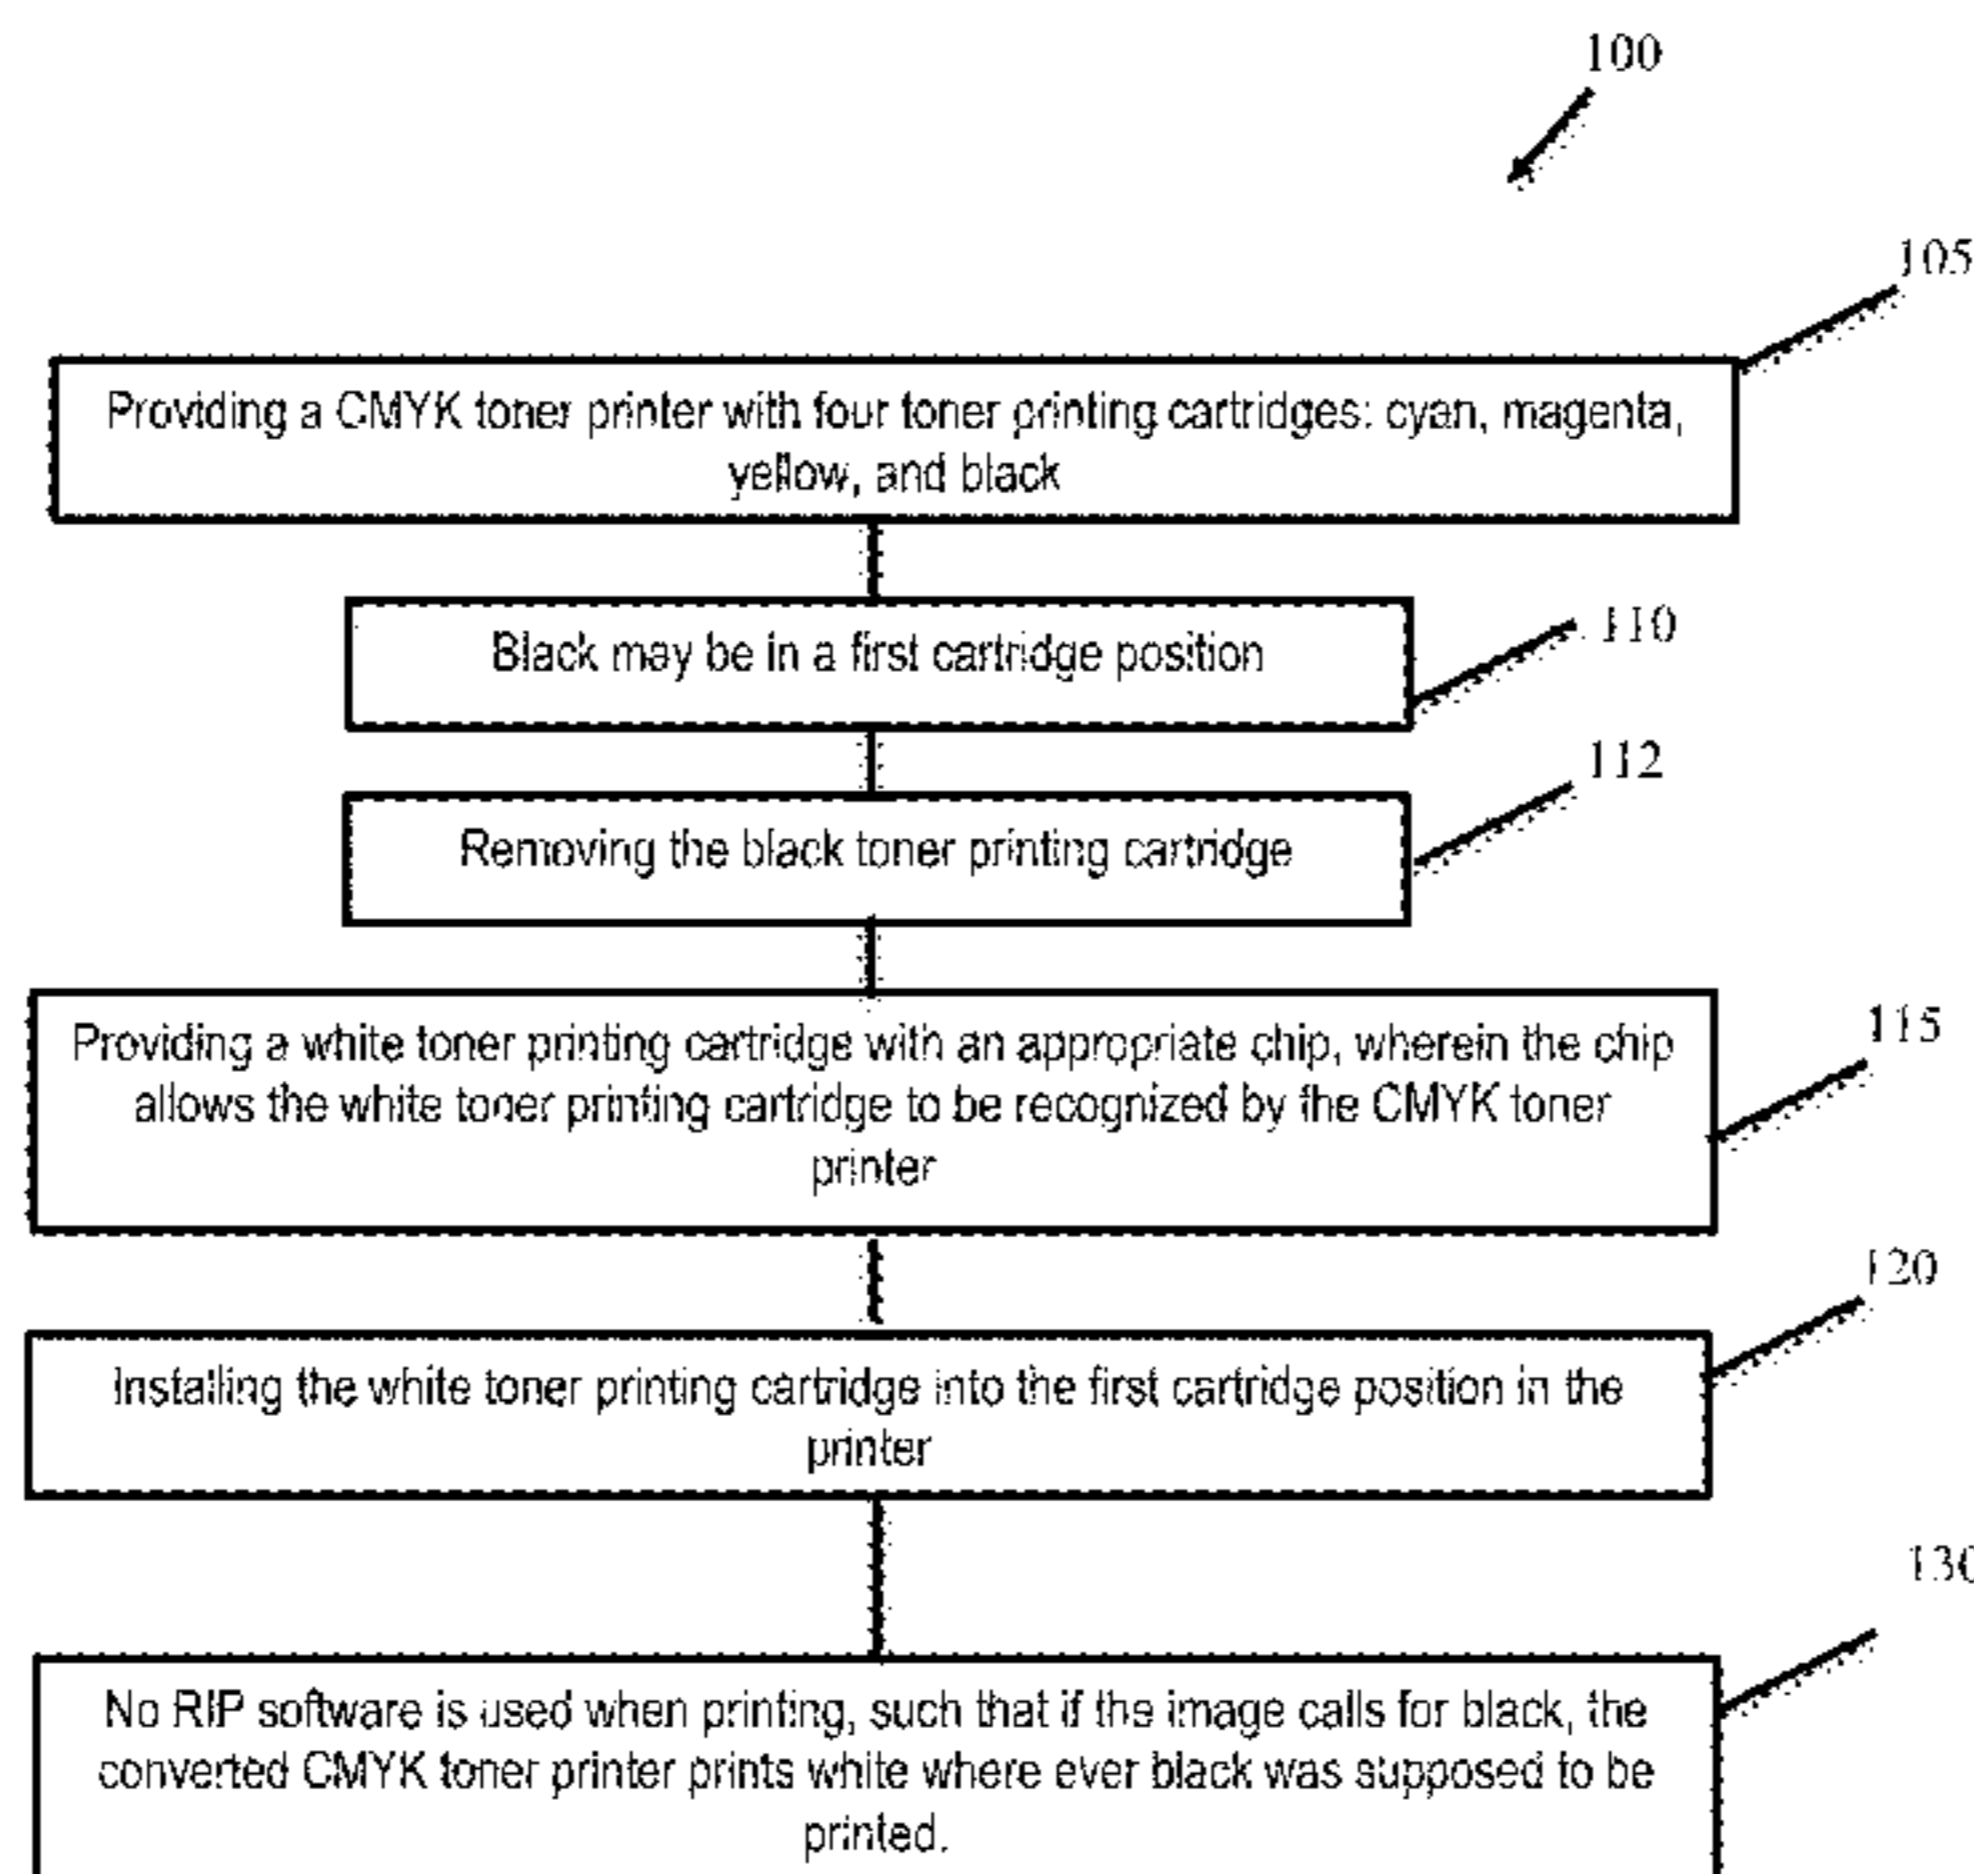 100
105
Providing a CMYK toner printer with four toner printing cartridges: cyan, magenta,
yellow, and black
110
Black may be in a first cartridge position
112
Removing the black toner printing cartridge
115
Providing a white toner printing cartridge with an appropriate chip, wherein the chip
allows the white toner printing cartridge to be recognized by the CMYK toner
printer
120
Installing the white toner printing cartridge into the first cartridge position in the
printer
130
No RIP software is used when printing, such that if the image calls for black, the
converted CMYK toner printer prints white where ever black was supposed to be
printed.